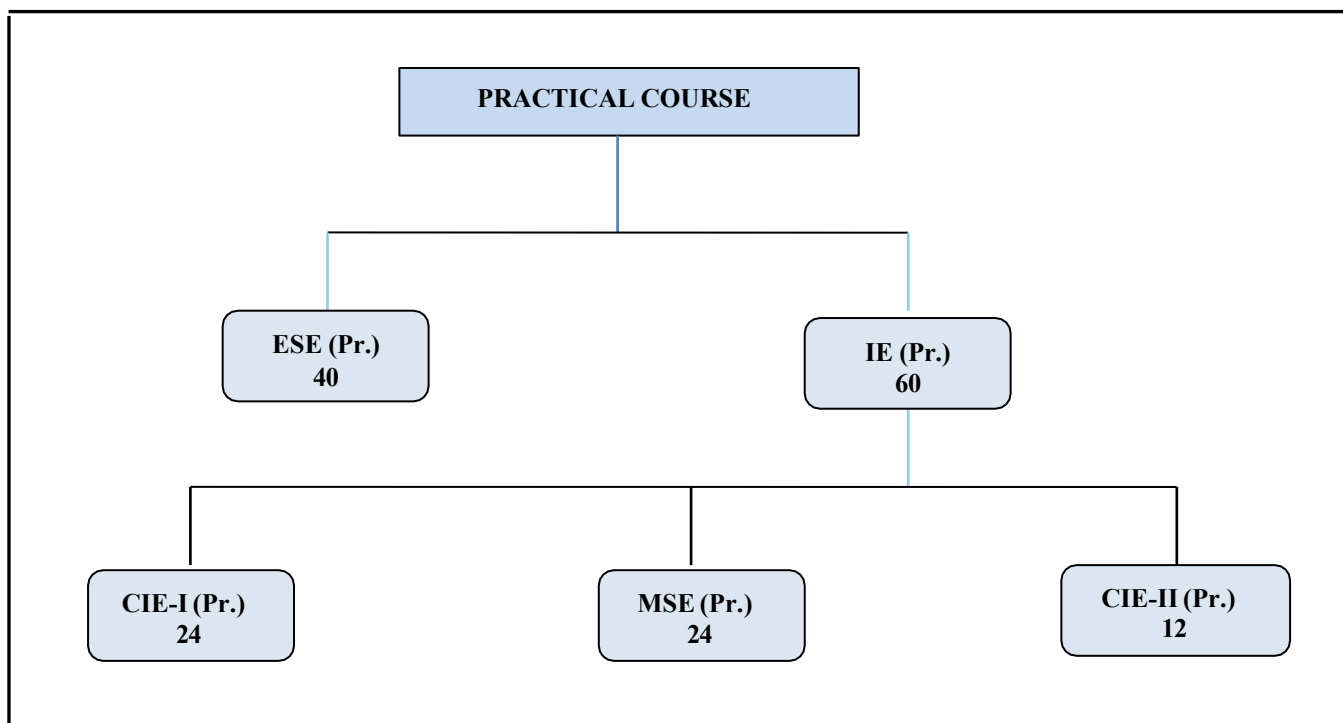 PRACTICAL COURSE
ESE (Pr.)
40
IE (Pr.)
60
CIE-I (Pr.)
24
MSE (Pr.)
24
CIE-II (Pr.)
12